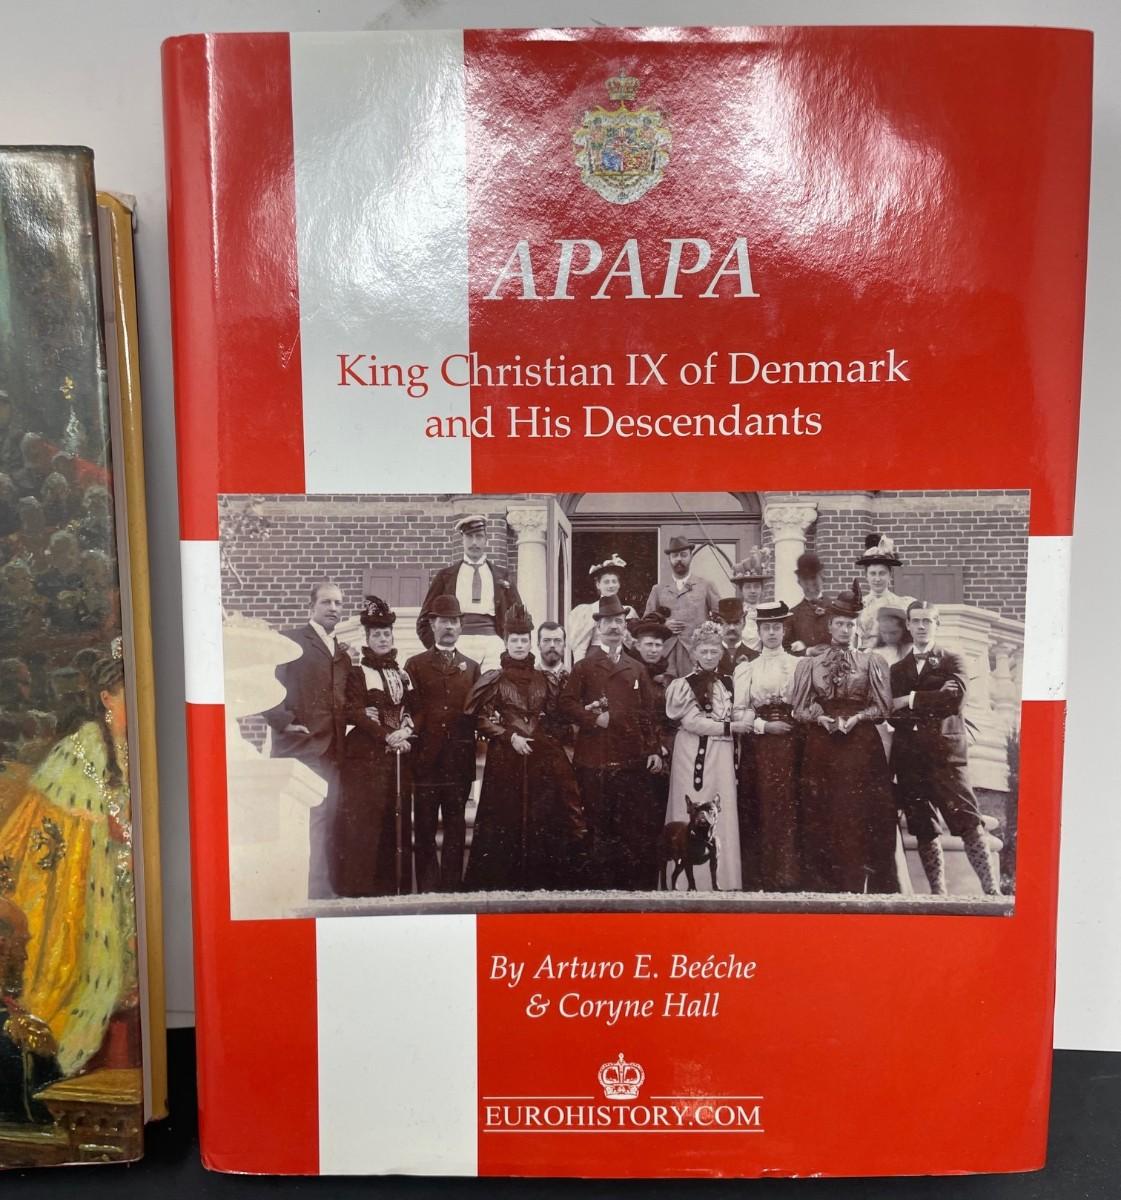 APAPA
King Christian IX of Denmark
and His Descendants
By Arturo E. Beéche
& Coryne Hall
EUROHISTORY.COM